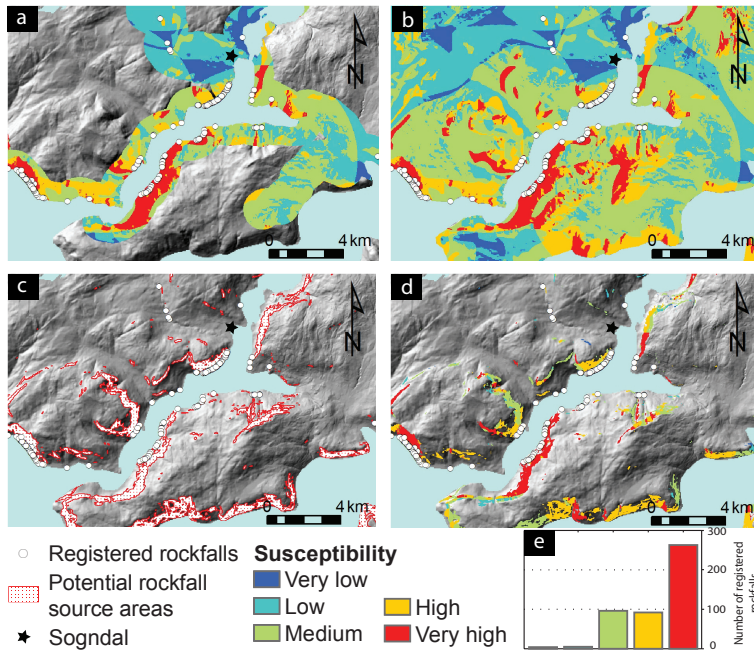 a
b
N
N
0 4 km
0 4 km
c
d
N
N
0 4 km
0 4 km
Registered rockfalls
Potential rockfall
source areas
Sogndal
Susceptibility
Very low
Low
Medium
High
Very high
e
300
200
100
0
Number of registered
rockfalls